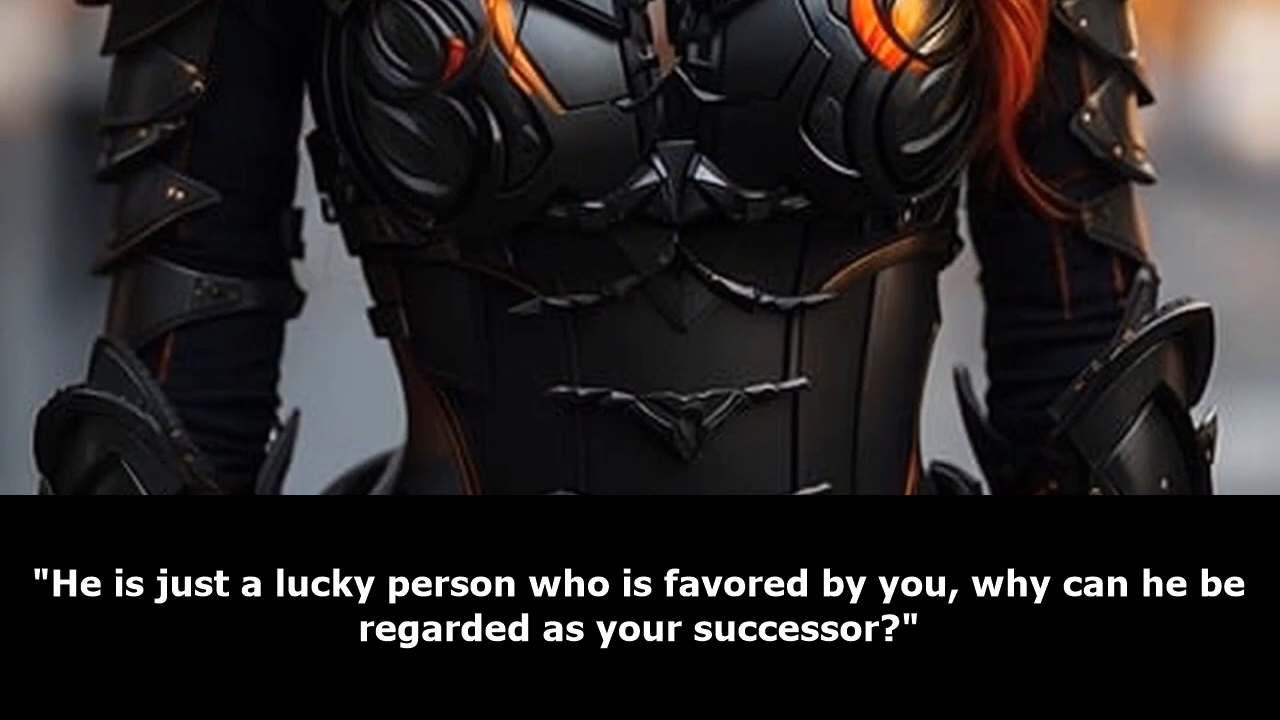 "He is just a lucky person who is favored by you, why can he be
regarded as your successor?"